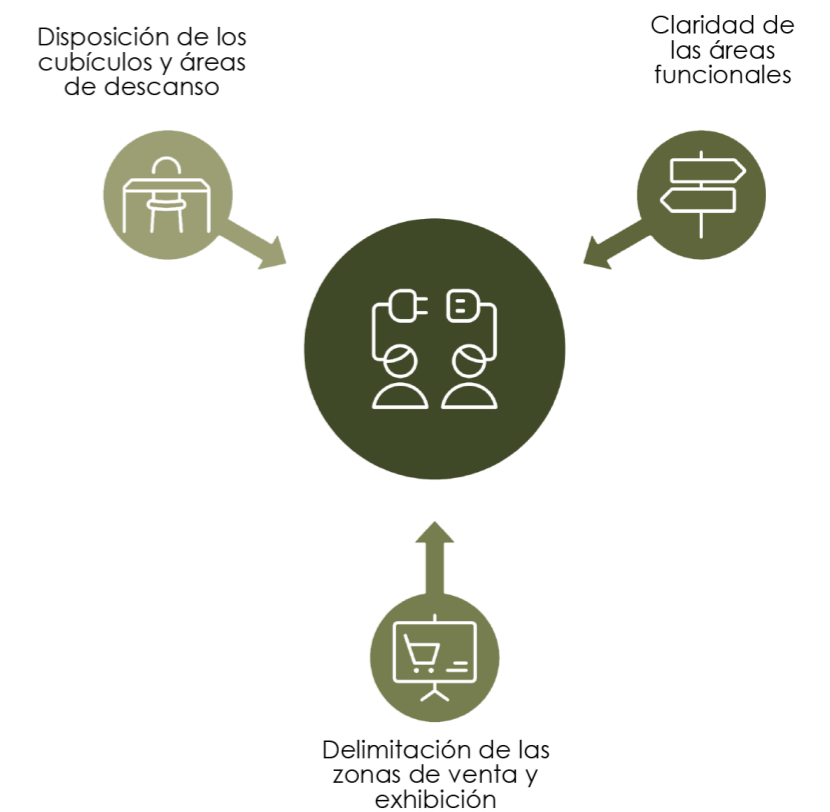 Disposición de los
cubículos y áreas
de descanso
Claridad de
las áreas
funcionales
Delimitación de las
zonas de venta y
exhibición